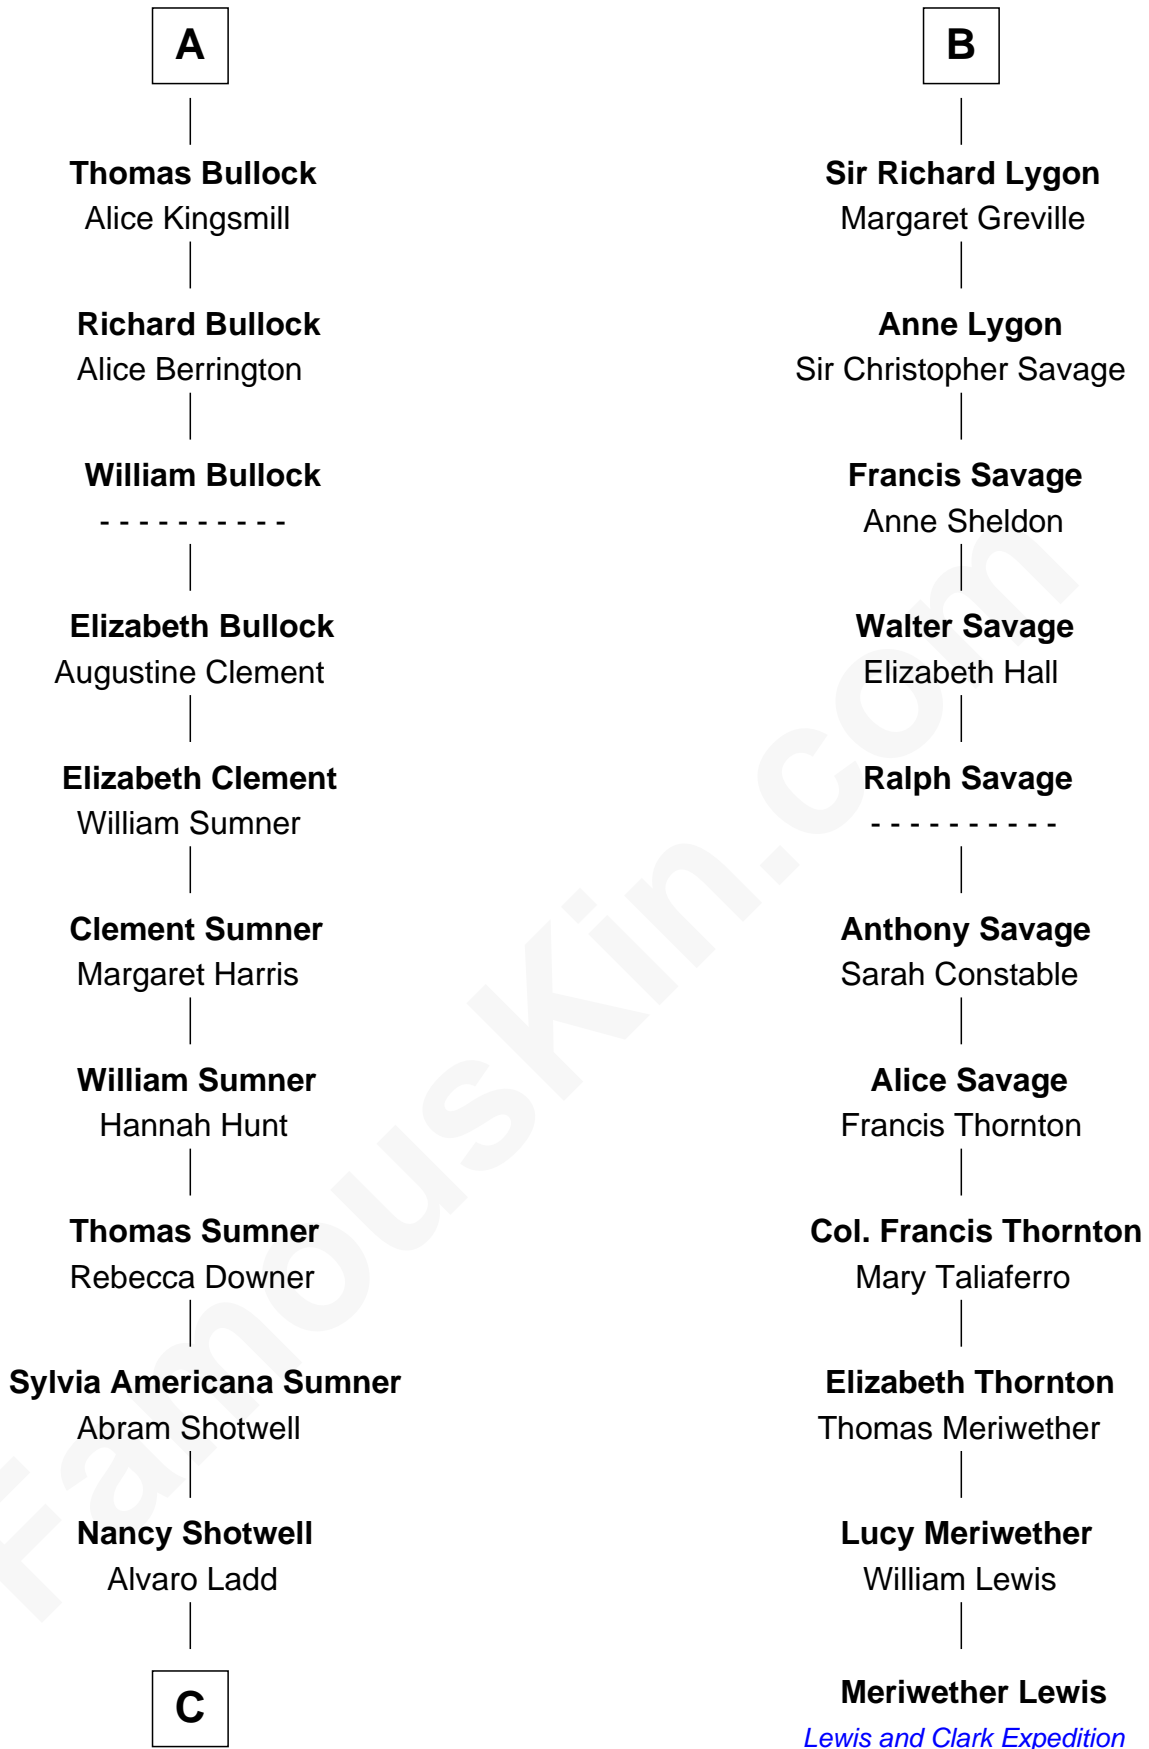 A
Thomas Bullock
Alice Kingsmill
Richard Bullock
Alice Berrington
William Bullock
- - - - - - - - - -
Elizabeth Bullock
Augustine Clement
Elizabeth Clement
William Sumner
Clement Sumner
Margaret Harris
William Sumner
Hannah Hunt
Thomas Sumner
Rebecca Downer
Sylvia Americana Sumner
Abram Shotwell
Nancy Shotwell
Alvaro Ladd
C
B
Sir Richard Lygon
Margaret Greville
Anne Lygon
Sir Christopher Savage
Francis Savage
Anne Sheldon
Walter Savage
Elizabeth Hall
Ralph Savage
- - - - - - - - - -
Anthony Savage
Sarah Constable
Alice Savage
Francis Thornton
Col. Francis Thornton
Mary Taliaferro
Elizabeth Thornton
Thomas Meriwether
Lucy Meriwether
William Lewis
Meriwether Lewis
Lewis and Clark Expedition
FamousKin.com